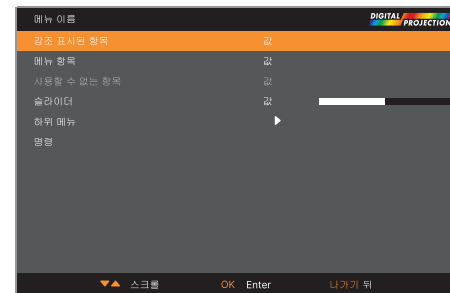 메뉴 이름 DIGITAL PROJECTION
강조 표시된 항목 값
메뉴 항목 값
사용할 수 없는 항목 값
슬라이더 값
하위 메뉴
명령
스크롤 OK Enter 나가기 뒤